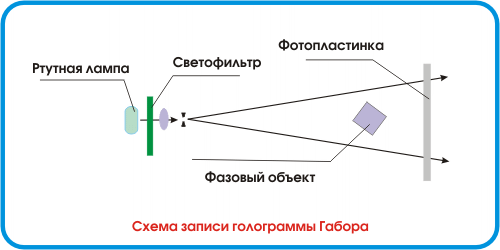 Фотопластинка
Светофильтр
Ртутная лампа
Фазовый объект
Схема записи голограммы Габора